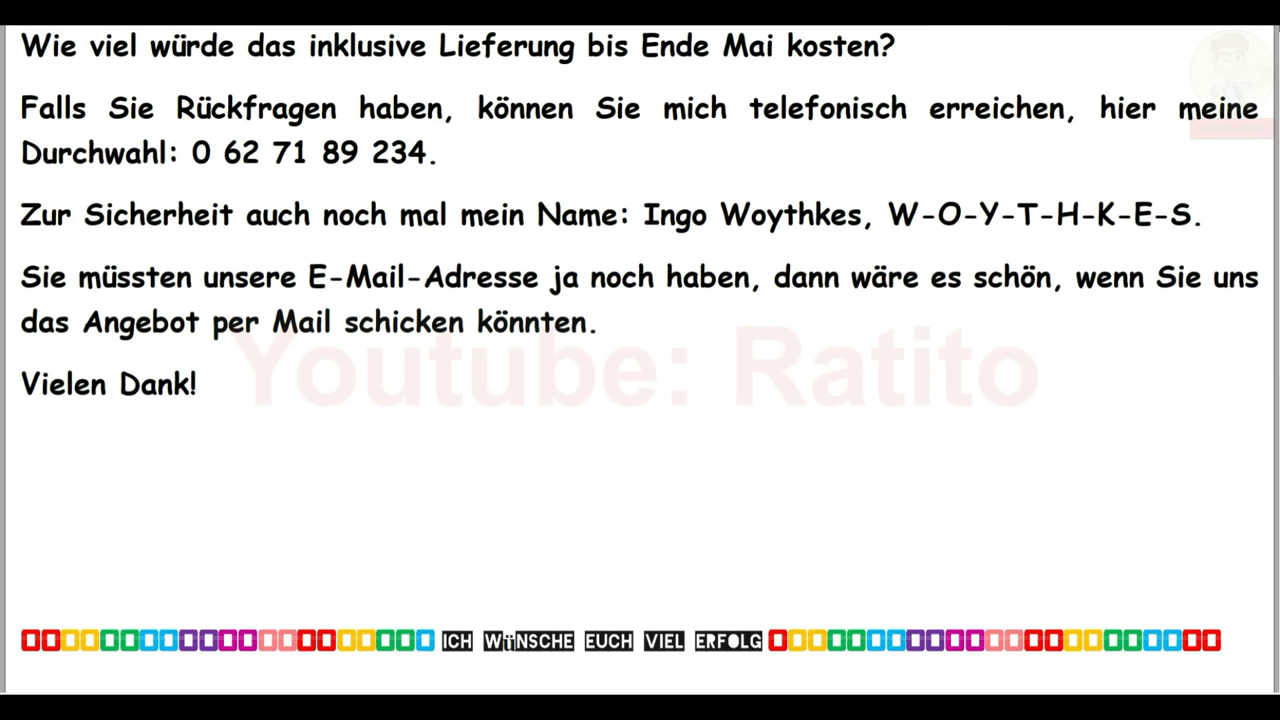 Wie viel würde das inklusive Lieferung bis Ende Mai kosten?
Falls Sie Rückfragen haben, können Sie mich telefonisch erreichen, hier meine
Durchwahl: 0 62 71 89 234.
Zur Sicherheit auch noch mal mein Name: Ingo Woythkes, W-O-Y-T-H-K-E-S.
Sie müssten unsere E-Mail-Adresse ja noch haben, dann wäre es schön, wenn Sie uns
das Angebot per Mail schicken könnten.
Youtube: Ratito
Vielen Dank!
ICH WüNSCHE EUCH VIEL ERFOLG